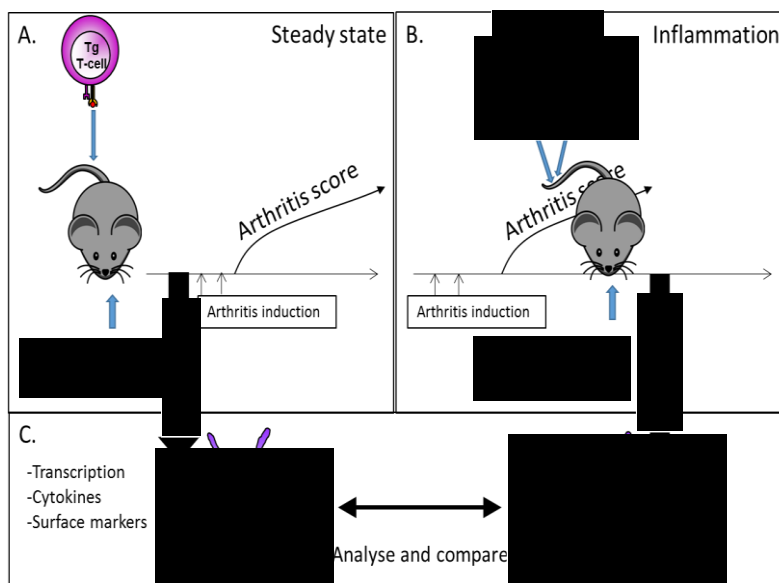 A.
Steady state
Tg
T-cell
Arthritis score
Arthritis induction
B.
Inflammation
Arthritis
Arthritis induction
C.
-Transcription
-Cytokines
-Surface markers
Analyse and compare